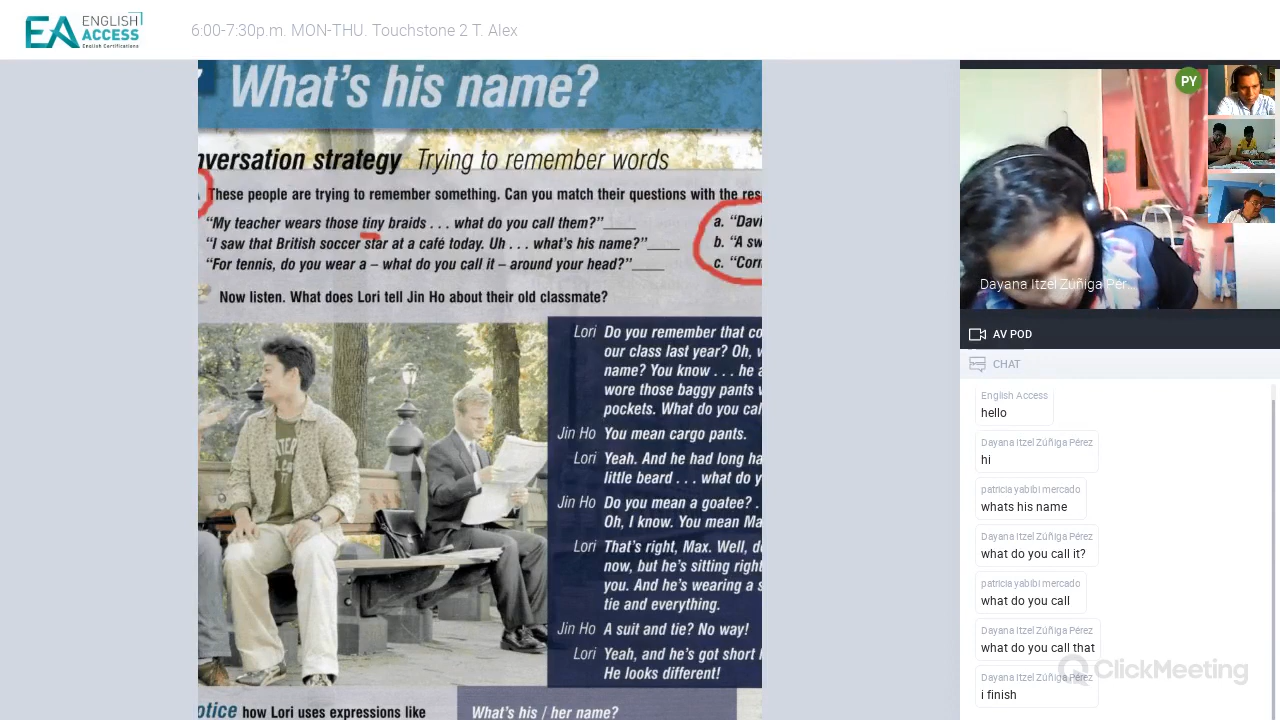 EA ENGLISH
ACCESS
English Certifications
6:00-7:30p.m. MON-THU. Touchstone 2 T. Alex
What's his name?
nversation strategy Trying to remember words
These people are trying to remember something. Can you match their questions with the res
"My teacher wears those tiny braids . . . what do you call them?"____ a. "Davi
"I saw that British soccer star at a café today. Uh . . . what's his name?"____ b. "A sw
"For tennis, do you wear a – what do you call it – around your head?"____ c. "Corn
Now listen. What does Lori tell Jin Ho about their old classmate?
Lori Do you remember that co
our class last year? Oh, w
name? You know . . . he a
wore those baggy pants w
pockets. What do you cal
Jin Ho You mean cargo pants.
Lori Yeah. And he had long ha
little beard . . . what do y
Jin Ho Do you mean a goatee? .
Oh, I know. You mean Ma
Lori That's right, Max. Well, d
now, but he's sitting right
you. And he's wearing a s
tie and everything.
Jin Ho A suit and tie? No way!
Lori Yeah, and he's got short
He looks different!
otice how Lori uses expressions like
What's his / her name?
PY
Dayana Itzel Zúñiga Pér...
AV POD
CHAT
English Access
hello
Dayana Itzel Zúñiga Pérez
hi
patricia yabibi mercado
whats his name
Dayana Itzel Zúñiga Pérez
what do you call it?
patricia yabibi mercado
what do you call
Dayana Itzel Zúñiga Pérez
what do you call that
Dayana Itzel Zúñiga Pérez
i finish
ClickMeeting